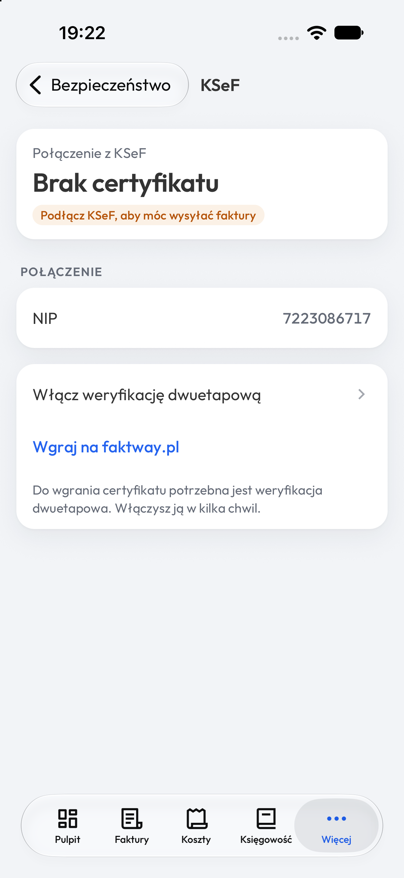 19:22
Bezpieczeństwo
KSeF
Połączenie z KSeF
Brak certyfikatu
Podłącz KSeF, aby móc wysyłać faktury
POŁĄCZENIE
NIP
7223086717
Włącz weryfikację dwuetapową
Wgraj na faktway.pl
Do wgrania certyfikatu potrzebna jest weryfikacja
dwuetapowa. Włączysz ją w kilka chwil.
Pulpit
Faktury
Koszty
Księgowość
Więcej